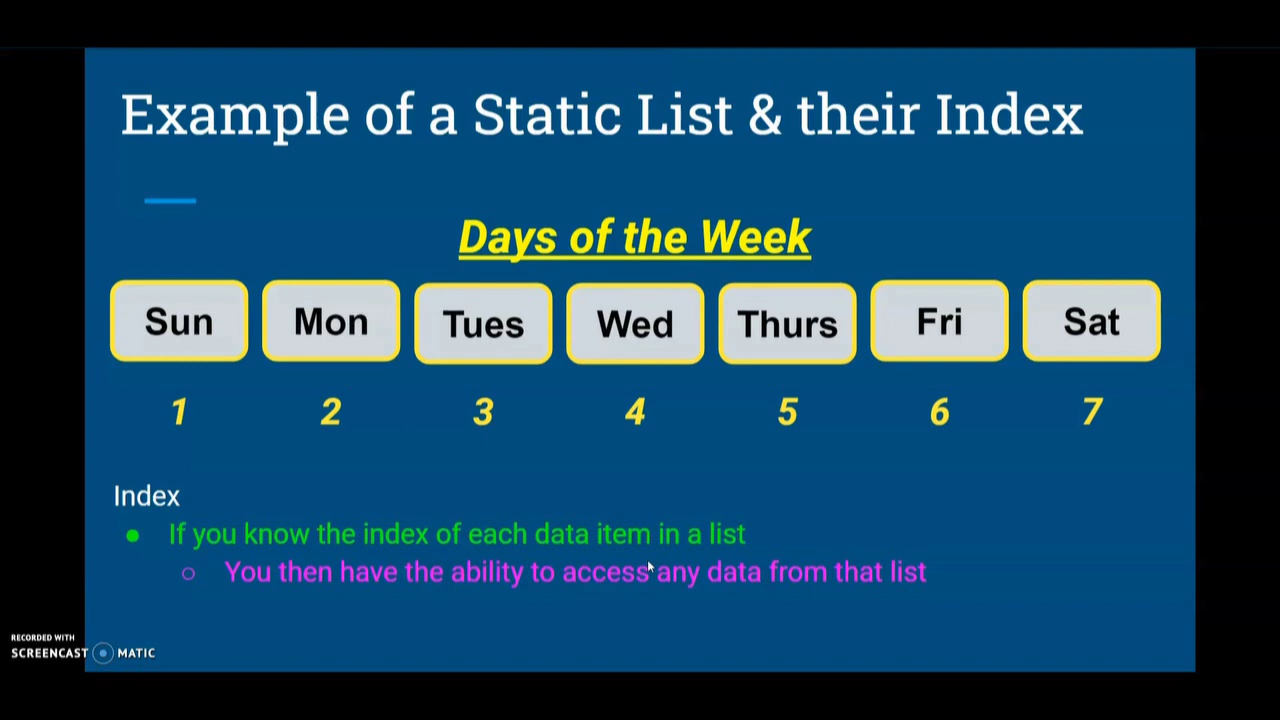 Example of a Static List & their Index
Days of the Week
Sun Mon Tues Wed Thurs Fri Sat
1 2 3 4 5 6 7
Index
● If you know the index of each data item in a list
○ You then have the ability to access any data from that list
RECORDED WITH
SCREENCAST MATIC